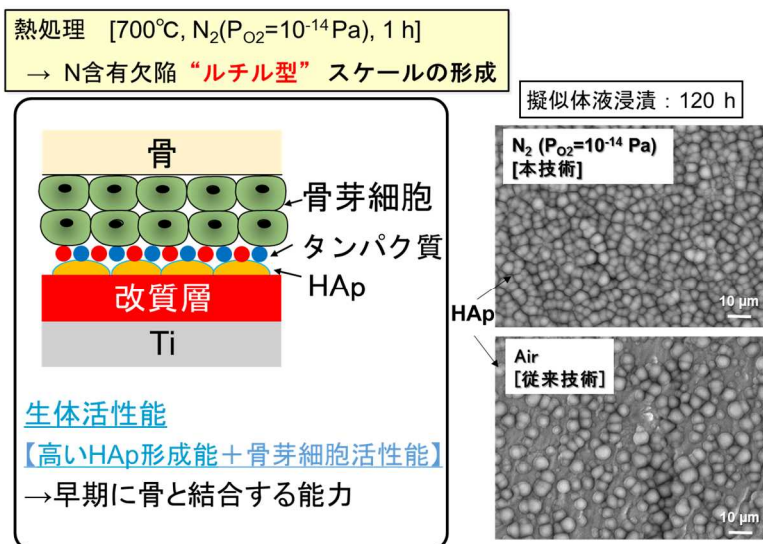 熱処理 [700℃, N₂(P_O2=10⁻¹⁴ Pa), 1 h]
→ N含有欠陥 “ルチル型” スケールの形成
骨
骨芽細胞
タンパク質
HAp
改質層
Ti
生体活性能
【高いHAp形成能＋骨芽細胞活性能】
→早期に骨と結合する能力
擬似体液浸漬：120 h
N₂ (P_O2=10⁻¹⁴ Pa)
[本技術]
10 μm
HAp
Air
[従来技術]
10 μm